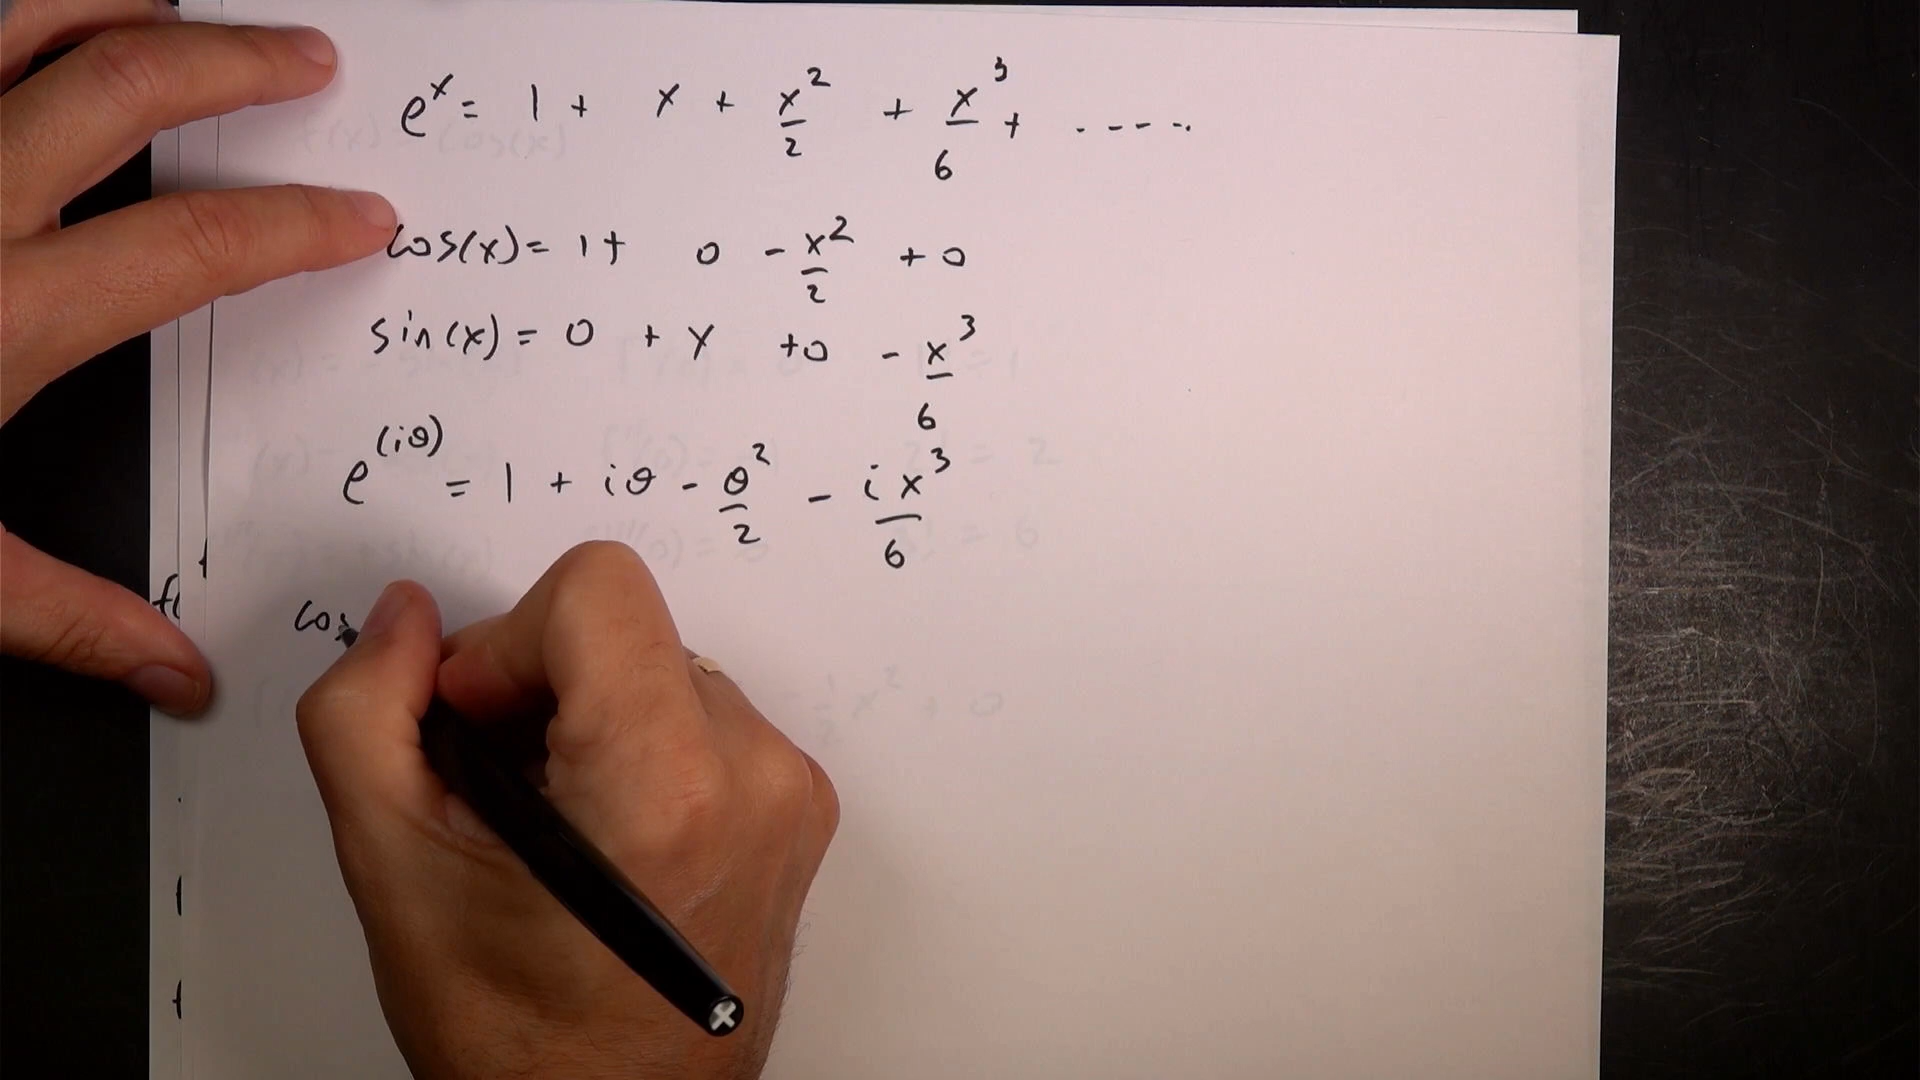 e^x = 1 + x + x^2/2 + x^3/6 + .....
cos(x) = 1 + 0 - x^2/2 + 0
sin(x) = 0 + x + 0 - x^3/6
e^(iθ) = 1 + iθ - θ^2/2 - i x^3/6
cos